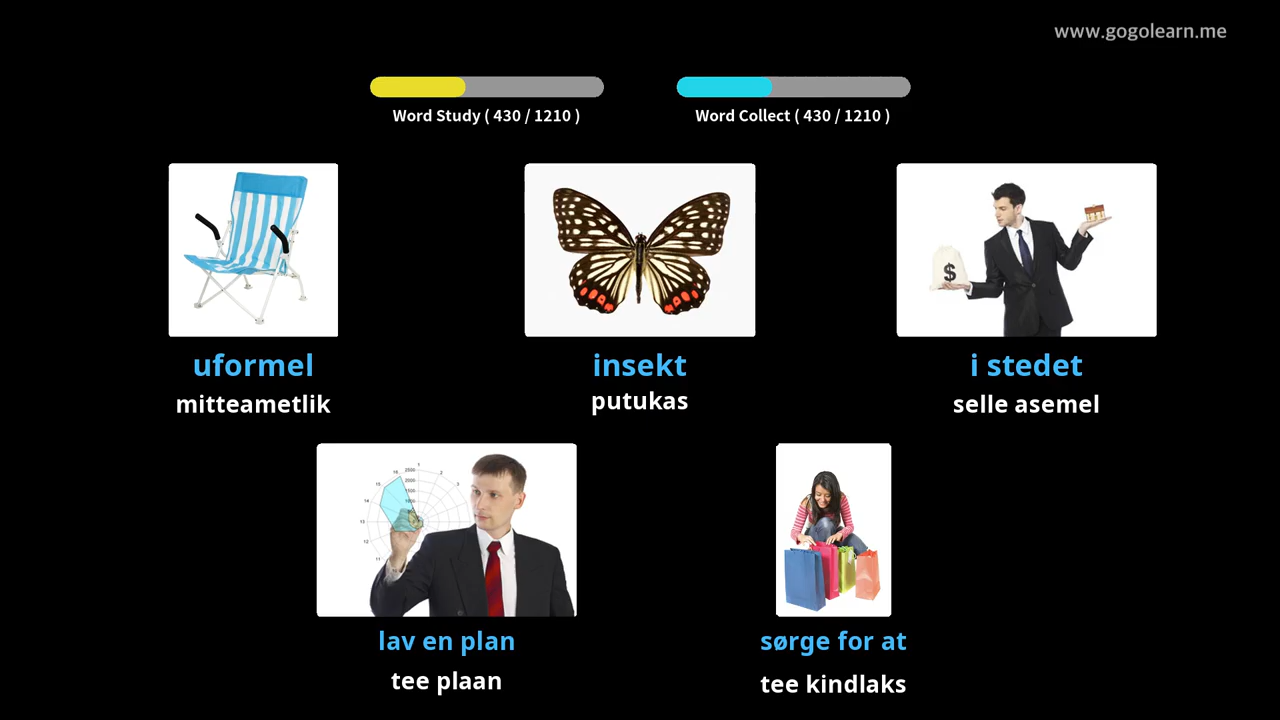 www.gogolearn.me
Word Study ( 430 / 1210 )
Word Collect ( 430 / 1210 )
$
uformel
mitteametlik
insekt
putukas
i stedet
selle asemel
lav en plan
tee plaan
sørge for at
tee kindlaks